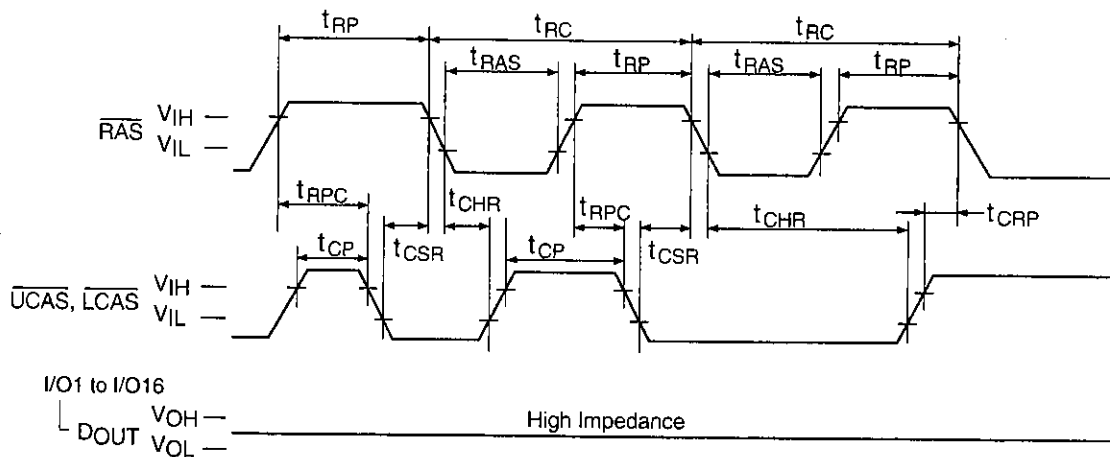 tRP tRC tRC
tRAS tRP tRAS tRP
RAS VIH
VIL
tRPC tCHR tRPC tCHR tCRP
tCP tCSR tCP tCSR
UCAS, LCAS VIH
VIL
I/O1 to I/O16
DOUT VOH High Impedance
VOL